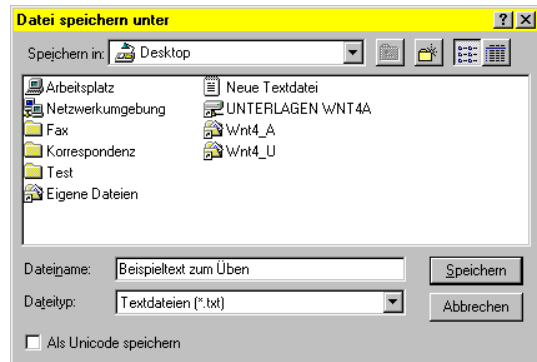 Datei speichern unter
Speichern in: Desktop
Arbeitsplatz
Netzwerkumgebung
Fax
Korrespondenz
Test
Eigene Dateien
Neue Textdatei
UNTERLAGEN WNT4A
Wnt4_A
Wnt4_U
Dateiname: Beispieltext zum Üben
Speichern
Dateityp: Textdateien (*.txt)
Abbrechen
Als Unicode speichern